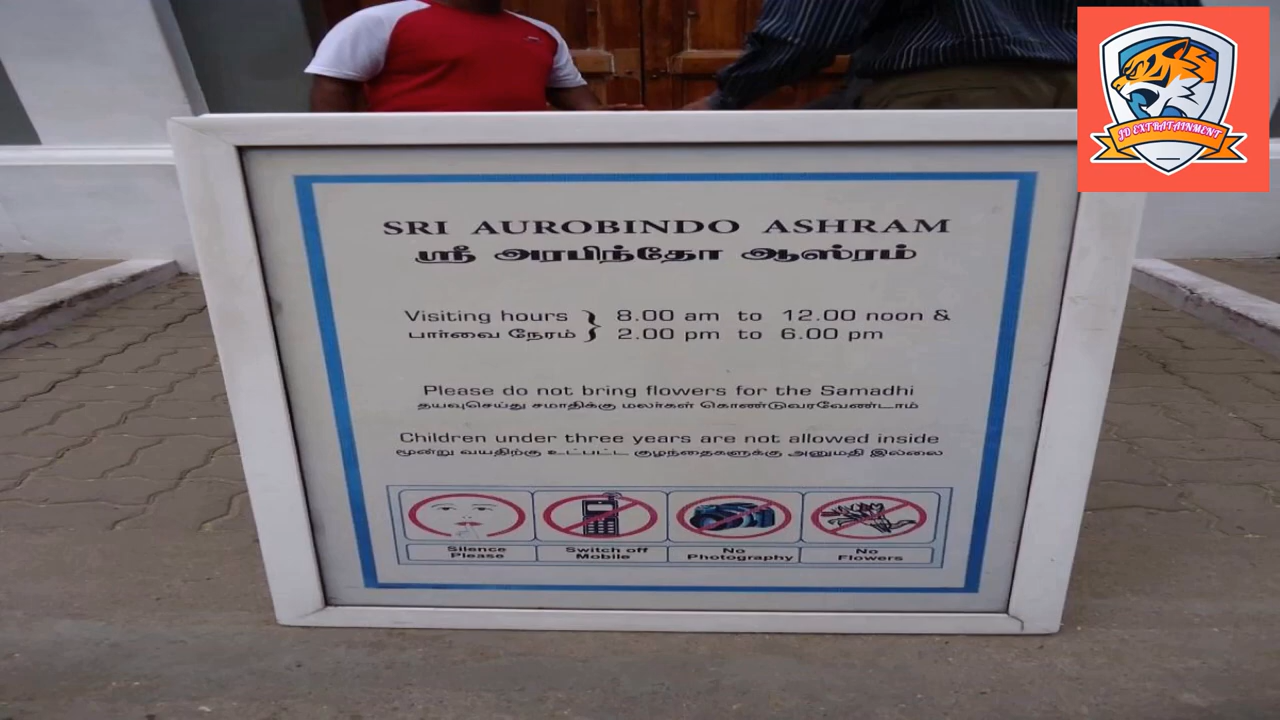 JD EXTRATAINMENT
SRI AUROBINDO ASHRAM
ஸ்ரீ அரபிந்தோ ஆஸ்ரம்
Visiting hours } 8.00 am to 12.00 noon &
பார்வை நேரம் } 2.00 pm to 6.00 pm
Please do not bring flowers for the Samadhi
தயவுசெய்து சமாதிக்கு மலர்கள் கொண்டுவரவேண்டாம்
Children under three years are not allowed inside
மூன்று வயதிற்கு உட்பட்ட குழந்தைகளுக்கு அனுமதி இல்லை
Silence
Please
Switch off
Mobile
No
Photography
No
Flowers